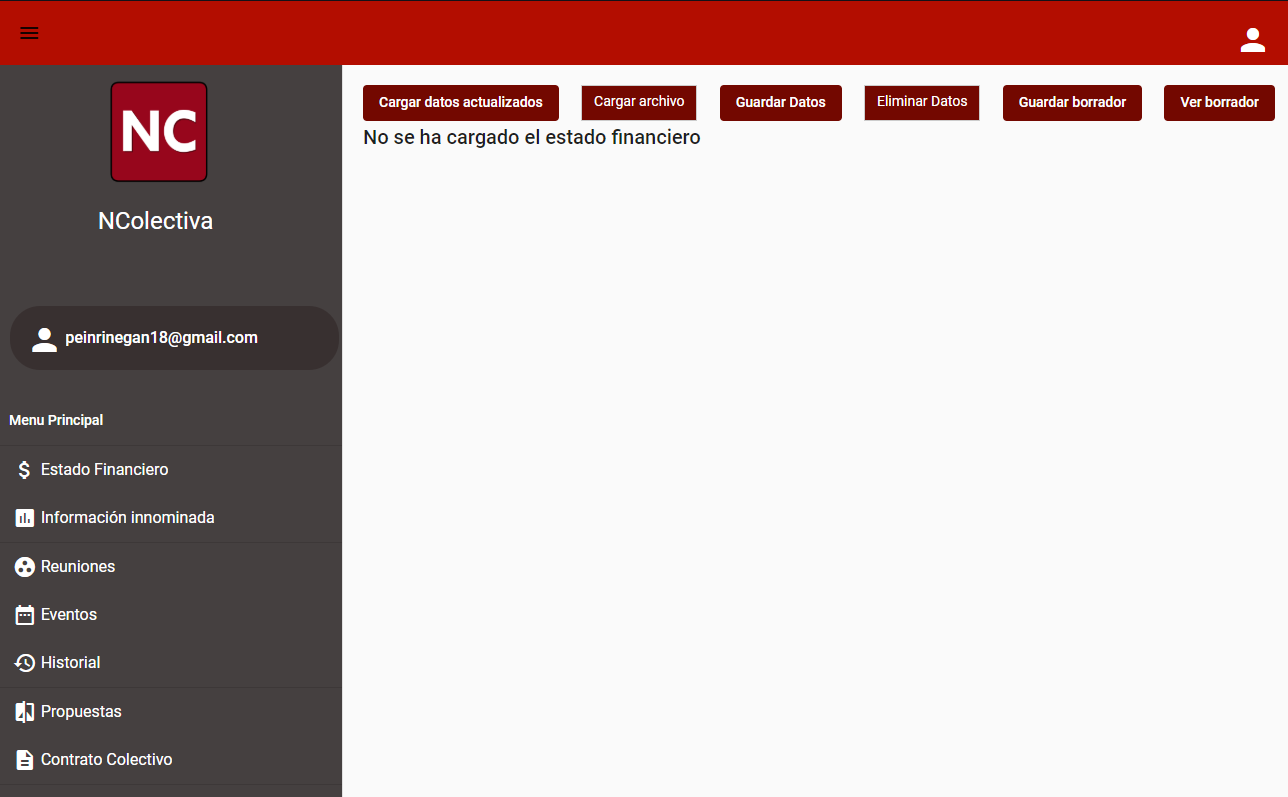 NC
NColectiva
peinrinegan18@gmail.com
Menu Principal
Estado Financiero
Información innominada
Reuniones
Eventos
Historial
Propuestas
Contrato Colectivo
Cargar datos actualizados Cargar archivo Guardar Datos Eliminar Datos Guardar borrador Ver borrador
No se ha cargado el estado financiero